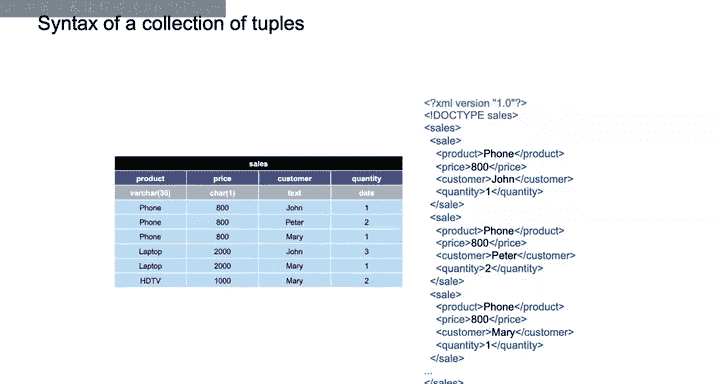 Syntax of a collection of tuples
sales
product price customer quantity
varchar(30) char(1) text date
Phone 800 John 1
Phone 800 Peter 2
Phone 800 Mary 1
Laptop 2000 John 3
Laptop 2000 Mary 1
HDTV 1000 Mary 2
<?xml version "1.0"?>
<!DOCTYPE sales>
<sales>
<sale>
<product>Phone</product>
<price>800</price>
<customer>John</customer>
<quantity>1</quantity>
</sale>
<sale>
<product>Phone</product>
<price>800</price>
<customer>Peter</customer>
<quantity>2</quantity>
</sale>
<sale>
<product>Phone</product>
<price>800</price>
<customer>Mary</customer>
<quantity>1</quantity>
</sale>
...
</sales>